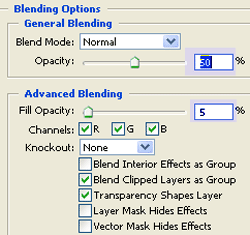 Blending Options
General Blending
Blend Mode: Normal
Opacity: 50 %
Advanced Blending
Fill Opacity: 5 %
Channels: R G B
Knockout: None
Blend Interior Effects as Group
Blend Clipped Layers as Group
Transparency Shapes Layer
Layer Mask Hides Effects
Vector Mask Hides Effects